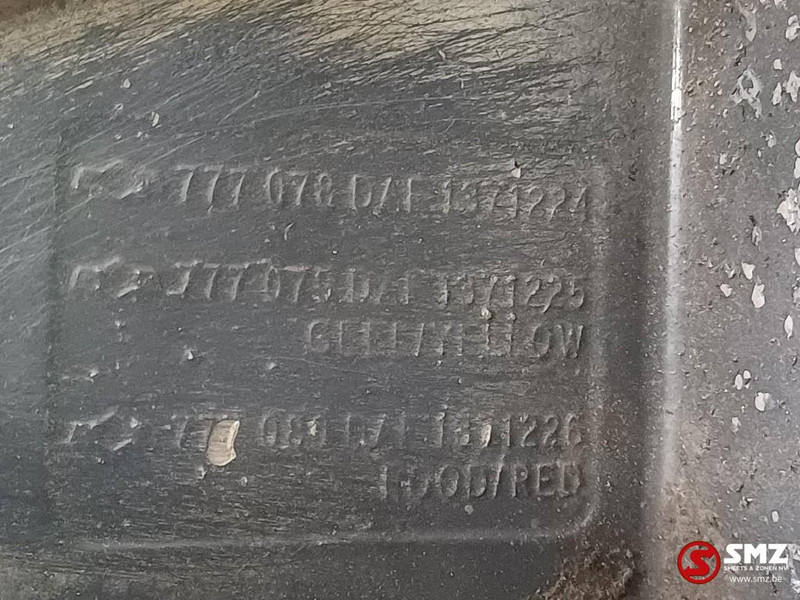 777 078 DAF 1371224
777 079 DAF 1371225
GEEL/YELLOW
DAF 1371226
ROOD/RED
SMZ
SMEETS & ZONEN NV
www.smz.be